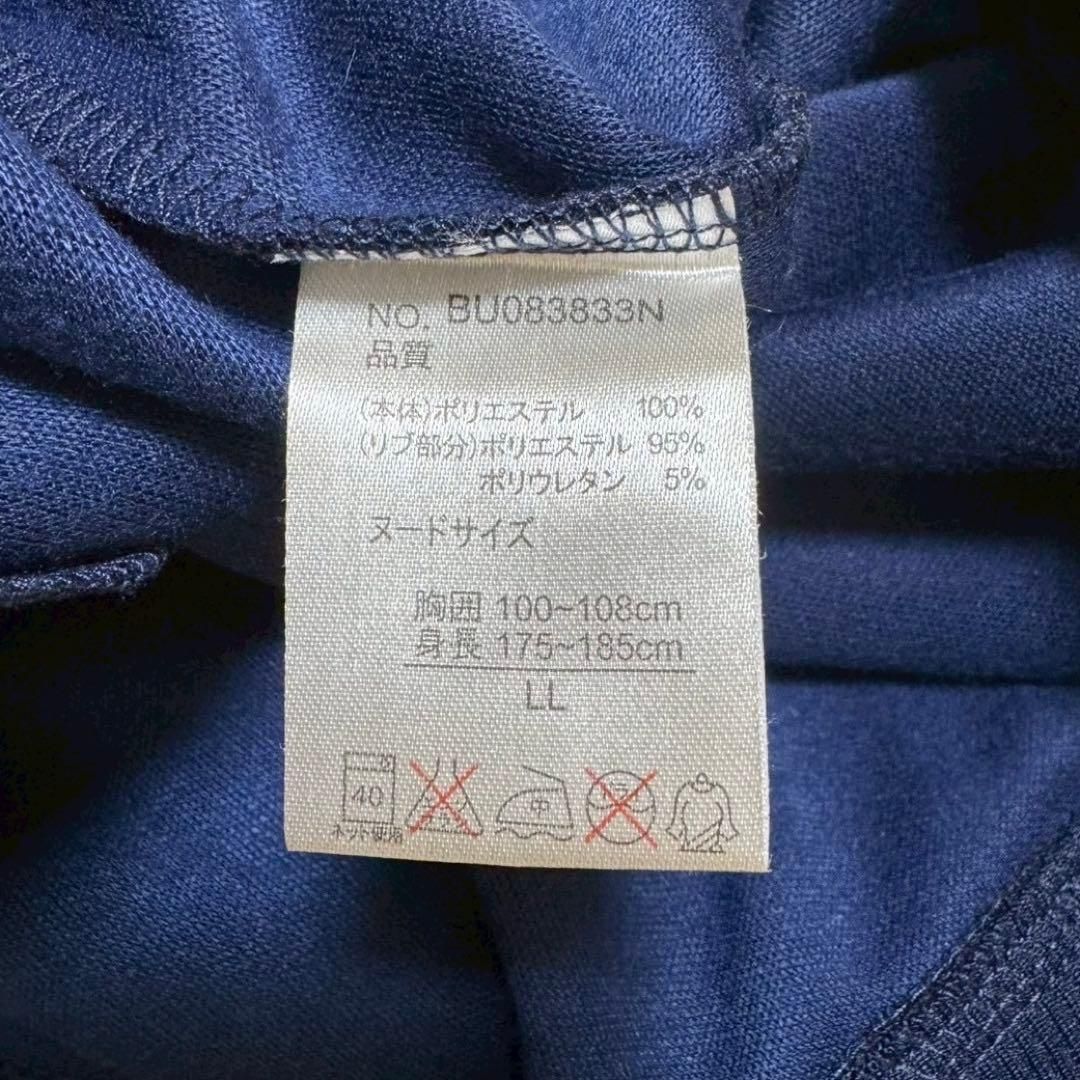 NO. BU083833N
品質
(本体)ポリエステル 100%
(リブ部分)ポリエステル 95%
ポリウレタン 5%
ヌードサイズ
胸囲 100~108cm
身長 175~185cm
LL
40 中
ネット使用